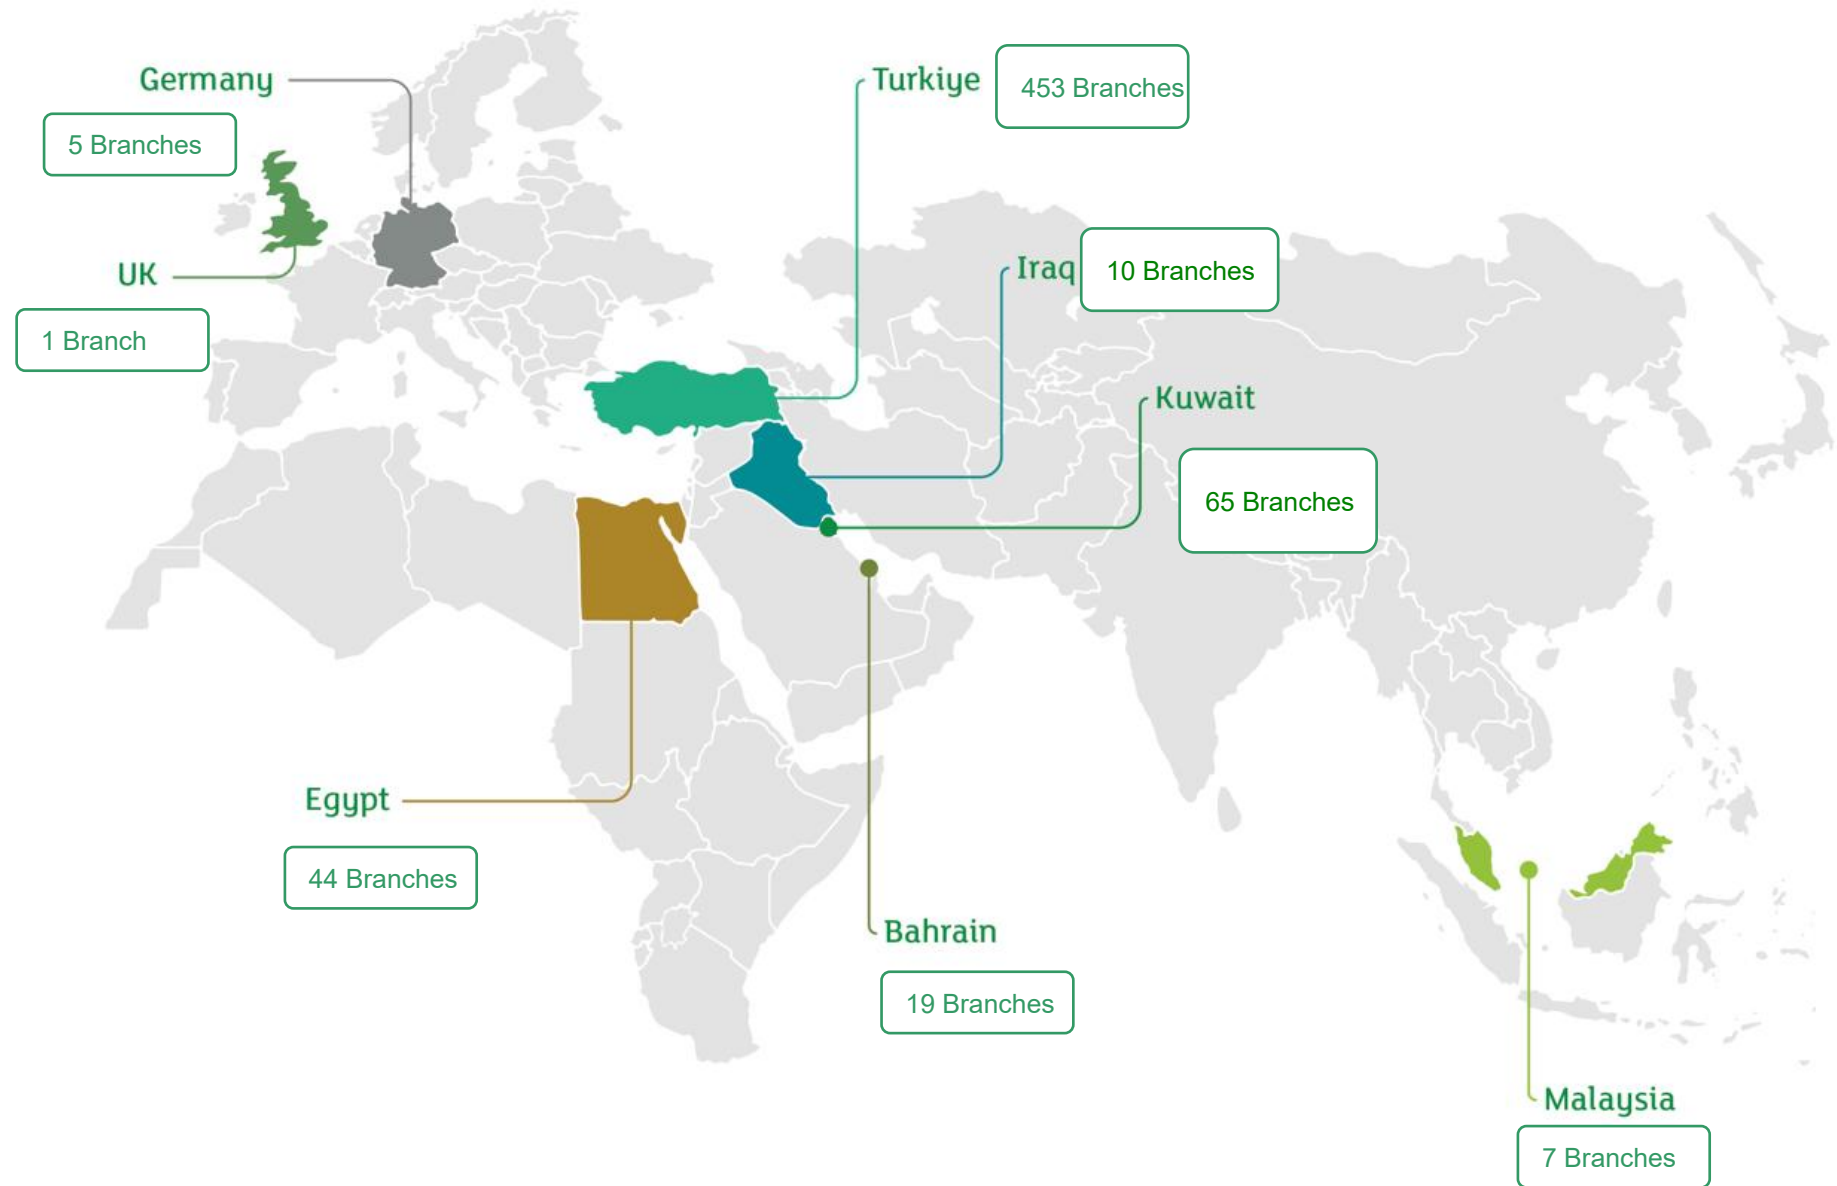 Germany
5 Branches
UK
1 Branch
Turkiye
453 Branches
Iraq
10 Branches
Kuwait
65 Branches
Egypt
44 Branches
Bahrain
19 Branches
Malaysia
7 Branches